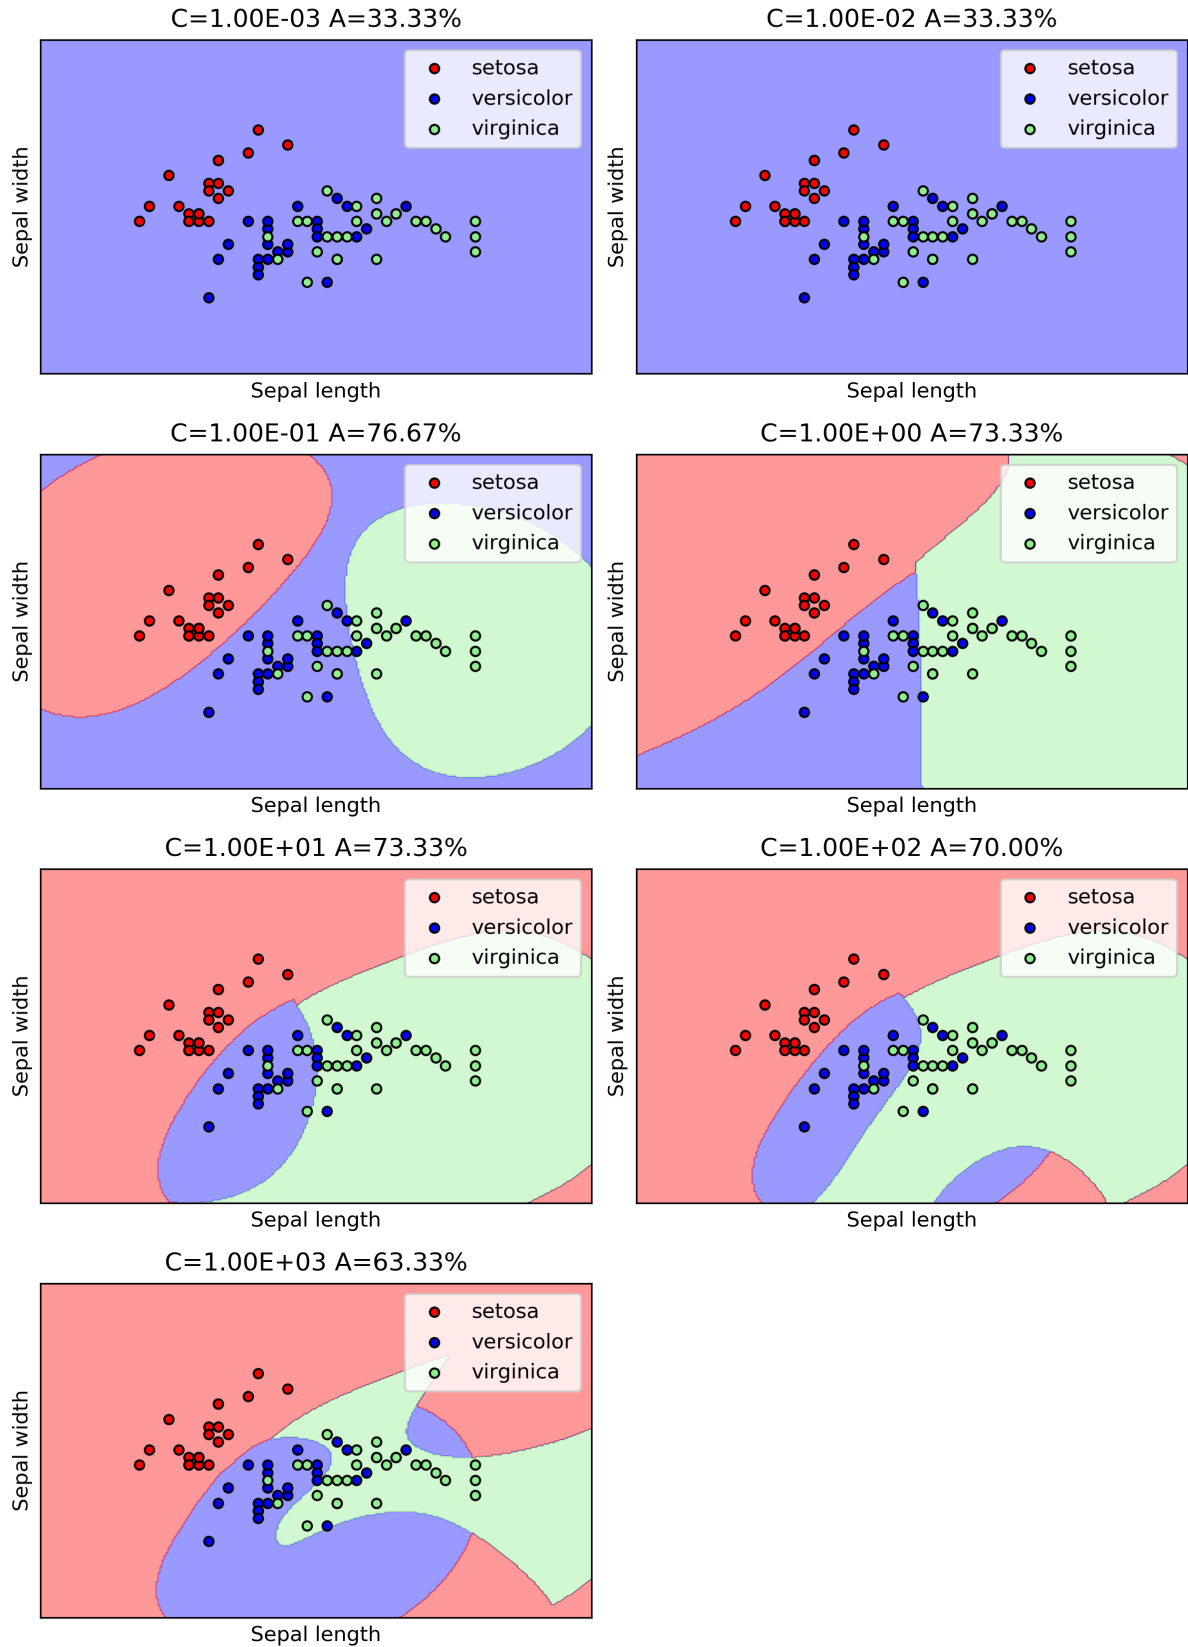 C=1.00E-03 A=33.33%
setosa
versicolor
virginica
Sepal width
Sepal length
C=1.00E-02 A=33.33%
setosa
versicolor
virginica
Sepal width
Sepal length
C=1.00E-01 A=76.67%
setosa
versicolor
virginica
Sepal width
Sepal length
C=1.00E+00 A=73.33%
setosa
versicolor
virginica
Sepal width
Sepal length
C=1.00E+01 A=73.33%
setosa
versicolor
virginica
Sepal width
Sepal length
C=1.00E+02 A=70.00%
setosa
versicolor
virginica
Sepal width
Sepal length
C=1.00E+03 A=63.33%
setosa
versicolor
virginica
Sepal width
Sepal length